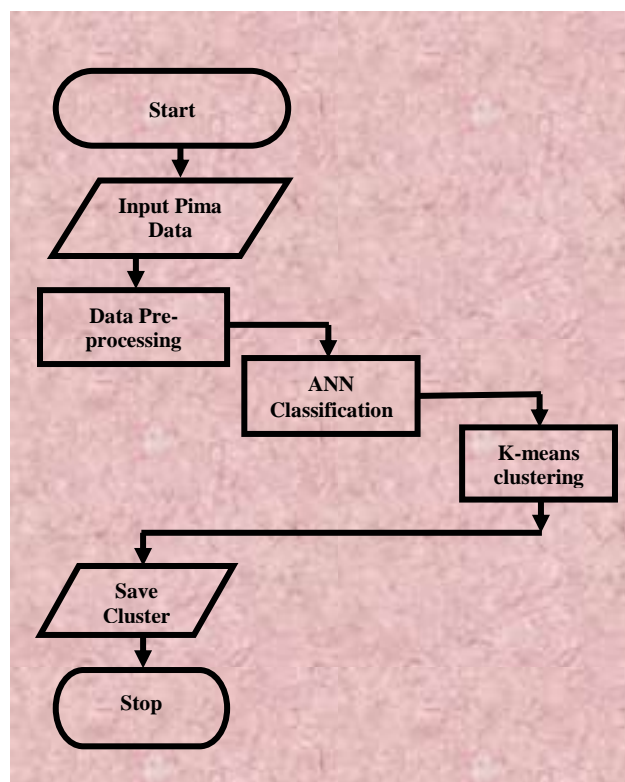 Start
Input Pima
Data
Data Pre-
processing
ANN
Classification
K-means
clustering
Save
Cluster
Stop